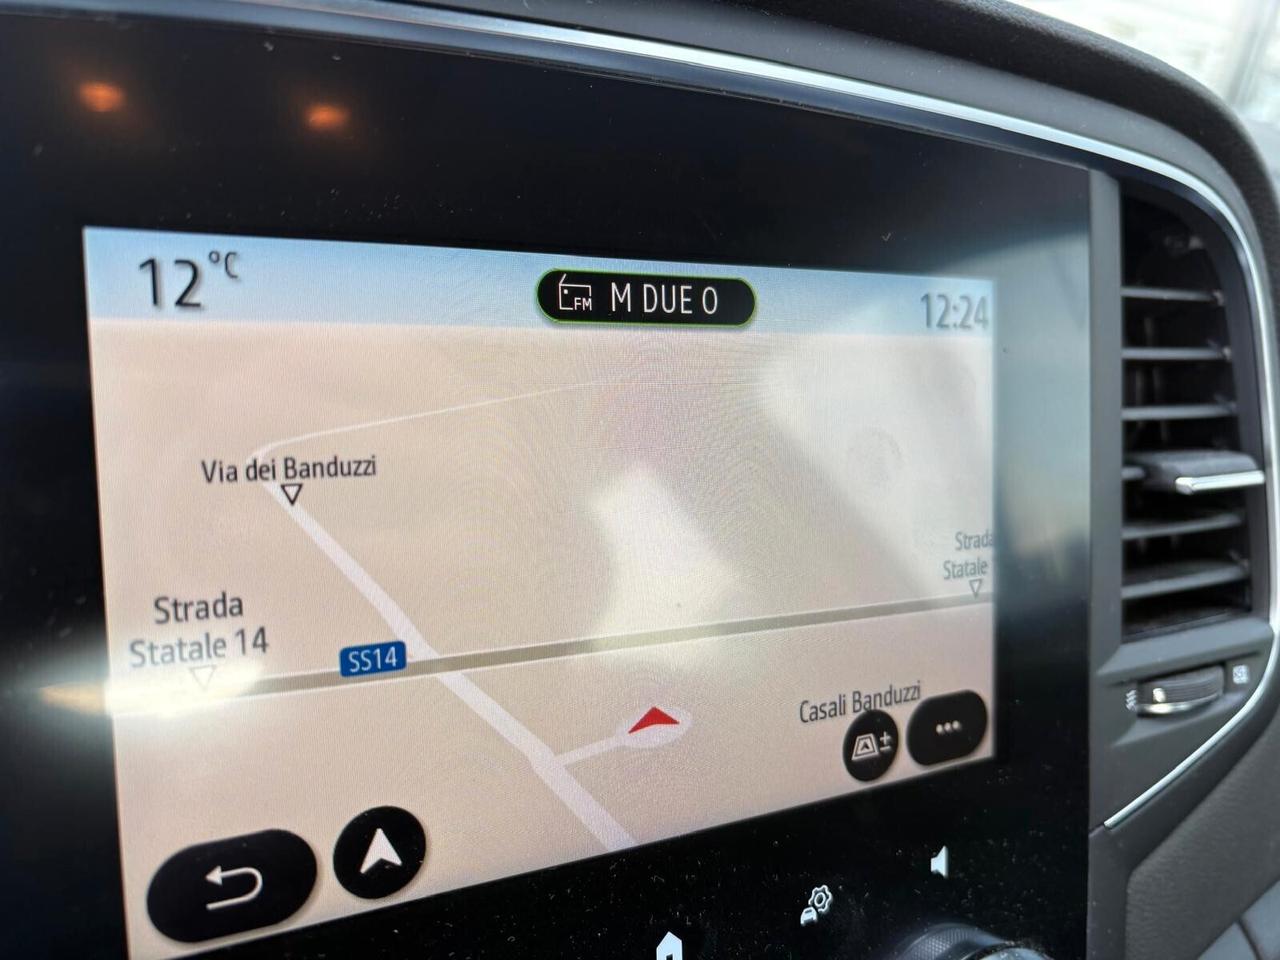 12°C
FM M DUE O
12:24
Via dei Banduzzi
Strada
Statale
Strada
Statale 14
SS14
Casali Banduzzi